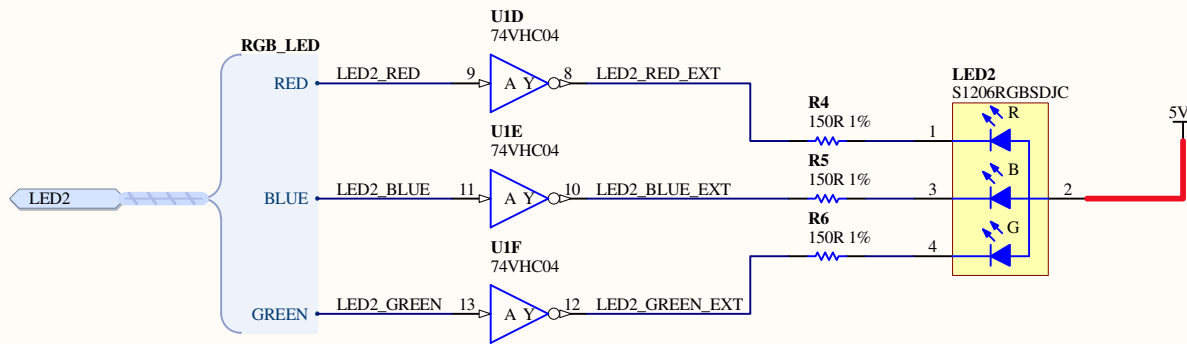 U1D
74VHC04
RGB_LED
RED
LED2_RED
9
A Y
8
LED2_RED_EXT
LED2
S1206RGBSDJC
R4
150R 1%
1
R
5V
U1E
74VHC04
LED2
BLUE
LED2_BLUE
11
A Y
10
LED2_BLUE_EXT
R5
150R 1%
3
B
2
U1F
74VHC04
R6
150R 1%
4
G
GREEN
LED2_GREEN
13
A Y
12
LED2_GREEN_EXT